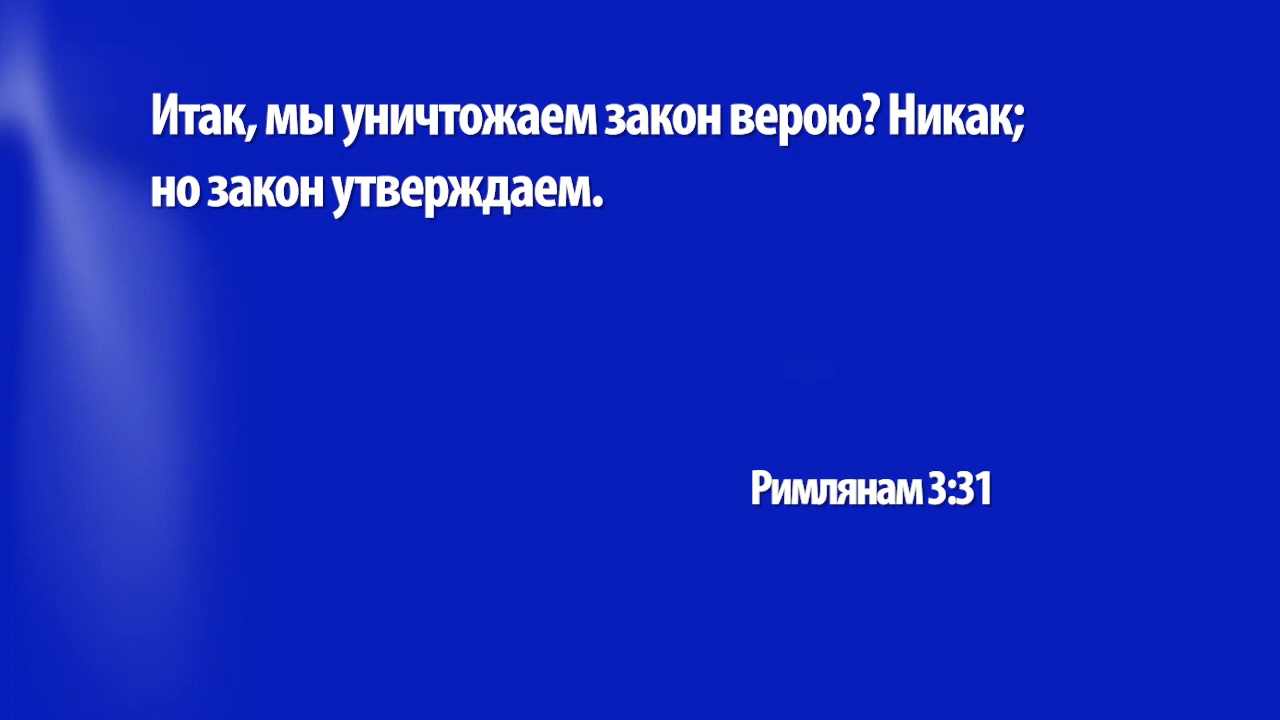 Итак, мы уничтожаем закон верою? Никак;
но закон утверждаем.
Римлянам 3:31